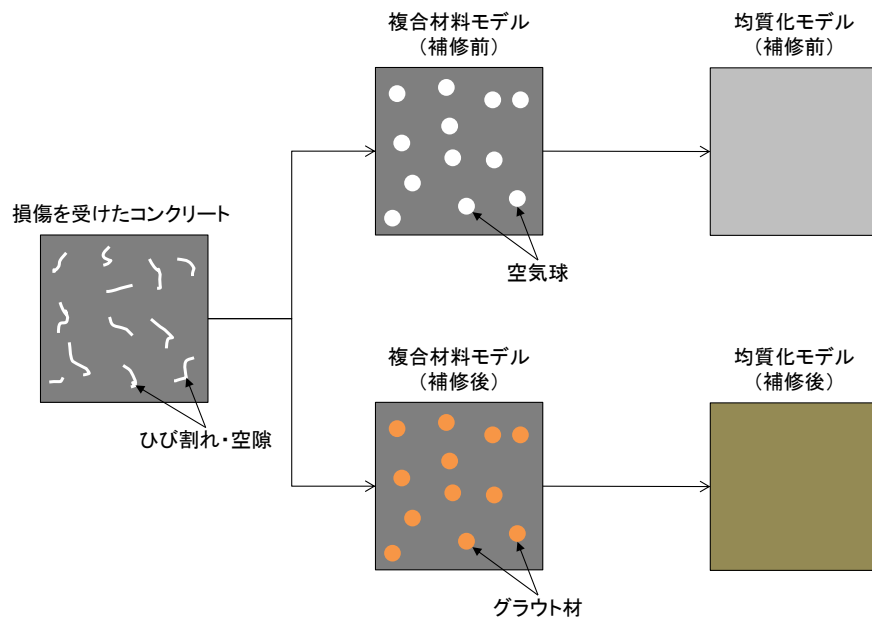 損傷を受けたコンクリート
ひび割れ・空隙
複合材料モデル
（補修前）
空気球
均質化モデル
（補修前）
複合材料モデル
（補修後）
グラウト材
均質化モデル
（補修後）